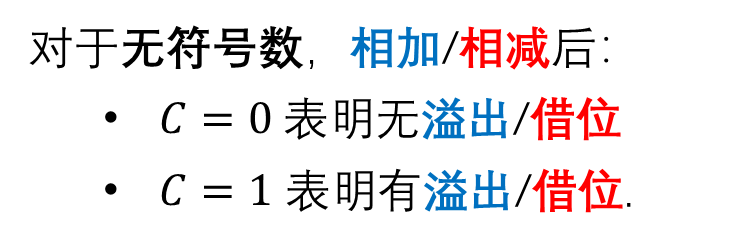 对于无符号数，相加/相减后：
• C = 0 表明无溢出/借位
• C = 1 表明有溢出/借位.